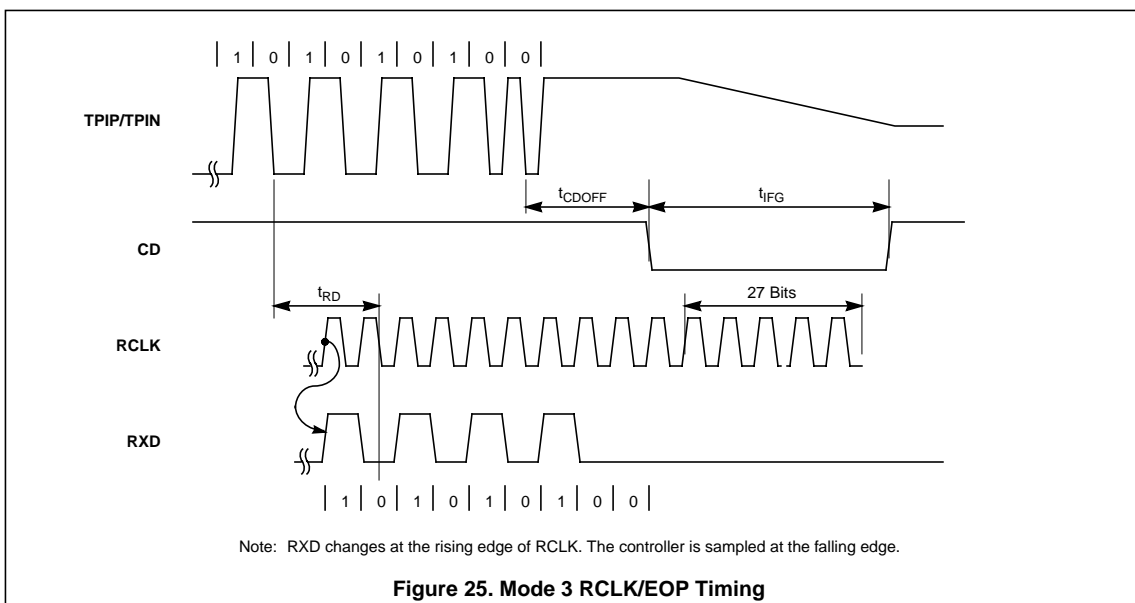 | 1 | 0 | 1 | 0 | 1 | 0 | 1 | 0 | 0 |
TPIP/TPIN
tCDOFF
tIFG
CD
tRD
27 Bits
RCLK
RXD
| 1 | 0 | 1 | 0 | 1 | 0 | 1 | 0 | 0 |
Note: RXD changes at the rising edge of RCLK. The controller is sampled at the falling edge.
Figure 25. Mode 3 RCLK/EOP Timing